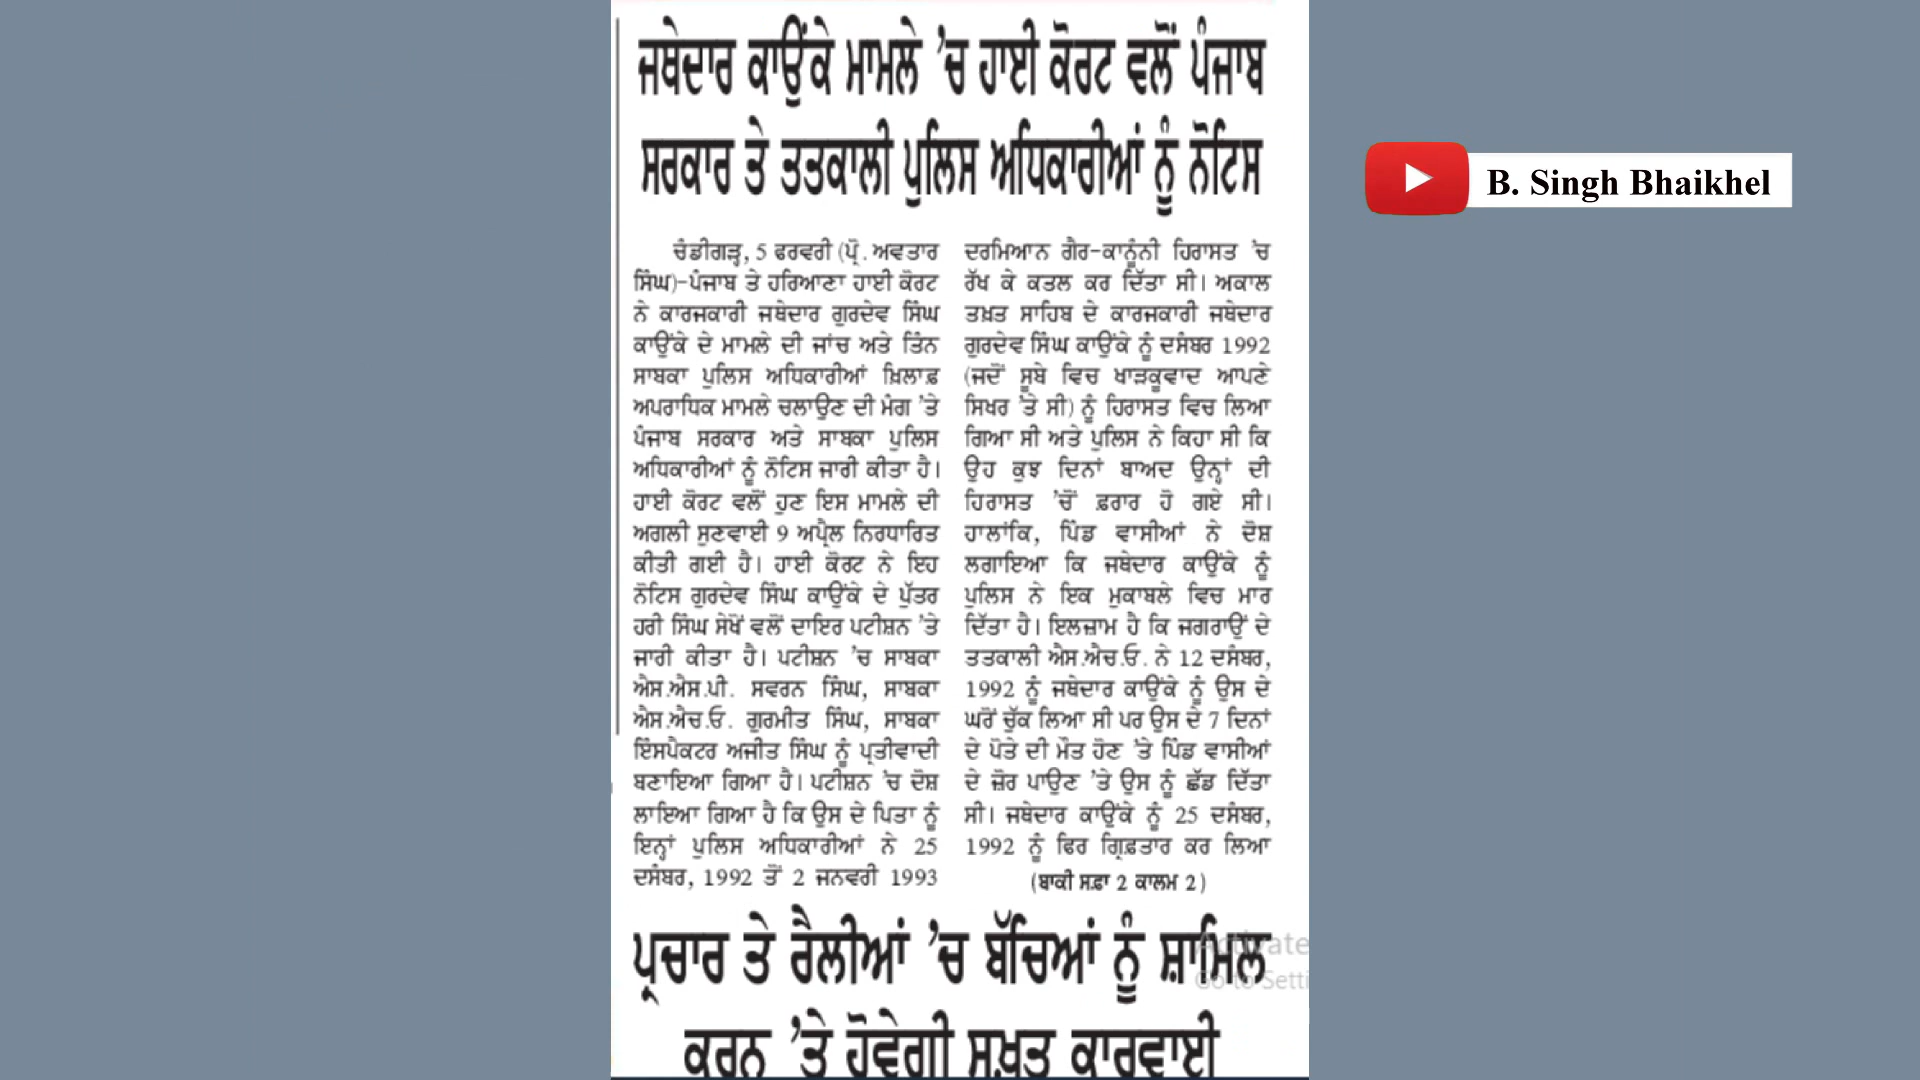 ਜਥੇਦਾਰ ਕਾਉਂਕੇ ਮਾਮਲੇ ’ਚ ਹਾਈ ਕੋਰਟ ਵਲੋਂ ਪੰਜਾਬ
ਸਰਕਾਰ ਤੇ ਤਤਕਾਲੀ ਪੁਲਿਸ ਅਧਿਕਾਰੀਆਂ ਨੂੰ ਨੋਟਿਸ
ਚੰਡੀਗੜ੍ਹ, 5 ਫਰਵਰੀ (ਪ੍ਰੋ. ਅਵਤਾਰ
ਸਿੰਘ)-ਪੰਜਾਬ ਤੇ ਹਰਿਆਣਾ ਹਾਈ ਕੋਰਟ
ਨੇ ਕਾਰਜਕਾਰੀ ਜਥੇਦਾਰ ਗੁਰਦੇਵ ਸਿੰਘ
ਕਾਉਂਕੇ ਦੇ ਮਾਮਲੇ ਦੀ ਜਾਂਚ ਅਤੇ ਤਿੰਨ
ਸਾਬਕਾ ਪੁਲਿਸ ਅਧਿਕਾਰੀਆਂ ਖ਼ਿਲਾਫ਼
ਅਪਰਾਧਿਕ ਮਾਮਲੇ ਚਲਾਉਣ ਦੀ ਮੰਗ ’ਤੇ
ਪੰਜਾਬ ਸਰਕਾਰ ਅਤੇ ਸਾਬਕਾ ਪੁਲਿਸ
ਅਧਿਕਾਰੀਆਂ ਨੂੰ ਨੋਟਿਸ ਜਾਰੀ ਕੀਤਾ ਹੈ।
ਹਾਈ ਕੋਰਟ ਵਲੋਂ ਹੁਣ ਇਸ ਮਾਮਲੇ ਦੀ
ਅਗਲੀ ਸੁਣਵਾਈ 9 ਅਪ੍ਰੈਲ ਨਿਰਧਾਰਿਤ
ਕੀਤੀ ਗਈ ਹੈ। ਹਾਈ ਕੋਰਟ ਨੇ ਇਹ
ਨੋਟਿਸ ਗੁਰਦੇਵ ਸਿੰਘ ਕਾਉਂਕੇ ਦੇ ਪੁੱਤਰ
ਹਰੀ ਸਿੰਘ ਸੇਖੋਂ ਵਲੋਂ ਦਾਇਰ ਪਟੀਸ਼ਨ ’ਤੇ
ਜਾਰੀ ਕੀਤਾ ਹੈ। ਪਟੀਸ਼ਨ ’ਚ ਸਾਬਕਾ
ਐਸ.ਐਸ.ਪੀ. ਸਵਰਨ ਸਿੰਘ, ਸਾਬਕਾ
ਐਸ.ਐਚ.ਓ. ਗੁਰਮੀਤ ਸਿੰਘ, ਸਾਬਕਾ
ਇੰਸਪੈਕਟਰ ਅਜੀਤ ਸਿੰਘ ਨੂੰ ਪ੍ਰਤੀਵਾਦੀ
ਬਣਾਇਆ ਗਿਆ ਹੈ। ਪਟੀਸ਼ਨ ’ਚ ਦੋਸ਼
ਲਾਇਆ ਗਿਆ ਹੈ ਕਿ ਉਸ ਦੇ ਪਿਤਾ ਨੂੰ
ਇਨ੍ਹਾਂ ਪੁਲਿਸ ਅਧਿਕਾਰੀਆਂ ਨੇ 25
ਦਸੰਬਰ, 1992 ਤੋਂ 2 ਜਨਵਰੀ 1993
ਦਰਮਿਆਨ ਗੈਰ-ਕਾਨੂੰਨੀ ਹਿਰਾਸਤ ’ਚ
ਰੱਖ ਕੇ ਕਤਲ ਕਰ ਦਿੱਤਾ ਸੀ। ਅਕਾਲ
ਤਖ਼ਤ ਸਾਹਿਬ ਦੇ ਕਾਰਜਕਾਰੀ ਜਥੇਦਾਰ
ਗੁਰਦੇਵ ਸਿੰਘ ਕਾਉਂਕੇ ਨੂੰ ਦਸੰਬਰ 1992
(ਜਦੋਂ ਸੂਬੇ ਵਿਚ ਖਾੜਕੂਵਾਦ ਆਪਣੇ
ਸਿਖਰ ’ਤੇ ਸੀ) ਨੂੰ ਹਿਰਾਸਤ ਵਿਚ ਲਿਆ
ਗਿਆ ਸੀ ਅਤੇ ਪੁਲਿਸ ਨੇ ਕਿਹਾ ਸੀ ਕਿ
ਉਹ ਕੁਝ ਦਿਨਾਂ ਬਾਅਦ ਉਨ੍ਹਾਂ ਦੀ
ਹਿਰਾਸਤ ’ਚੋਂ ਫ਼ਰਾਰ ਹੋ ਗਏ ਸੀ।
ਹਾਲਾਂਕਿ, ਪਿੰਡ ਵਾਸੀਆਂ ਨੇ ਦੋਸ਼
ਲਗਾਇਆ ਕਿ ਜਥੇਦਾਰ ਕਾਉਂਕੇ ਨੂੰ
ਪੁਲਿਸ ਨੇ ਇਕ ਮੁਕਾਬਲੇ ਵਿਚ ਮਾਰ
ਦਿੱਤਾ ਹੈ। ਇਲਜ਼ਾਮ ਹੈ ਕਿ ਜਗਰਾਉਂ ਦੇ
ਤਤਕਾਲੀ ਐਸ.ਐਚ.ਓ. ਨੇ 12 ਦਸੰਬਰ,
1992 ਨੂੰ ਜਥੇਦਾਰ ਕਾਉਂਕੇ ਨੂੰ ਉਸ ਦੇ
ਘਰੋਂ ਚੁੱਕ ਲਿਆ ਸੀ ਪਰ ਉਸ ਦੇ 7 ਦਿਨਾਂ
ਦੇ ਪੋਤੇ ਦੀ ਮੌਤ ਹੋਣ ’ਤੇ ਪਿੰਡ ਵਾਸੀਆਂ
ਦੇ ਜ਼ੋਰ ਪਾਉਣ ’ਤੇ ਉਸ ਨੂੰ ਛੱਡ ਦਿੱਤਾ
ਸੀ। ਜਥੇਦਾਰ ਕਾਉਂਕੇ ਨੂੰ 25 ਦਸੰਬਰ,
1992 ਨੂੰ ਫਿਰ ਗ੍ਰਿਫ਼ਤਾਰ ਕਰ ਲਿਆ
(ਬਾਕੀ ਸਫ਼ਾ 2 ਕਾਲਮ 2)
ਪ੍ਰਚਾਰ ਤੇ ਰੈਲੀਆਂ ’ਚ ਬੱਚਿਆਂ ਨੂੰ ਸ਼ਾਮਿਲ
ਕਰਨ ’ਤੇ ਹੋਵੇਗੀ ਸਖ਼ਤ ਕਾਰਵਾਈ
Activate
Go to Setti
B. Singh Bhaikhel